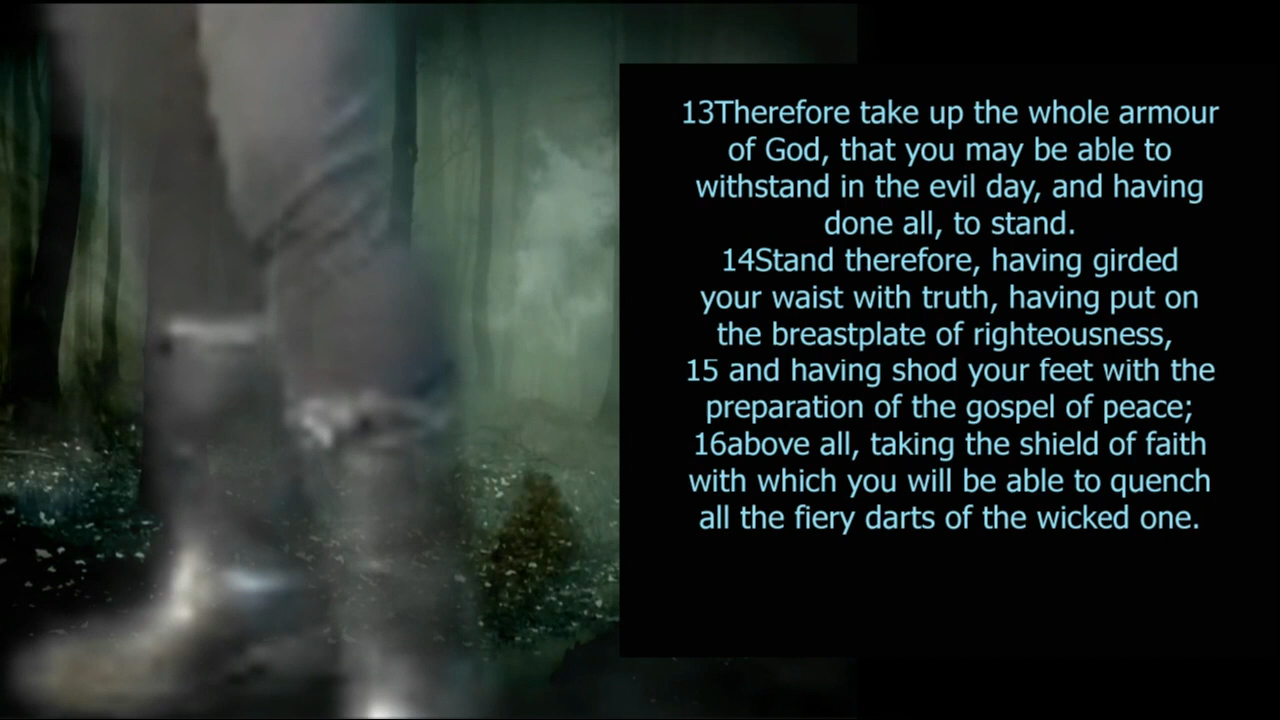 13Therefore take up the whole armour
of God, that you may be able to
withstand in the evil day, and having
done all, to stand.
14Stand therefore, having girded
your waist with truth, having put on
the breastplate of righteousness,
15 and having shod your feet with the
preparation of the gospel of peace;
16above all, taking the shield of faith
with which you will be able to quench
all the fiery darts of the wicked one.